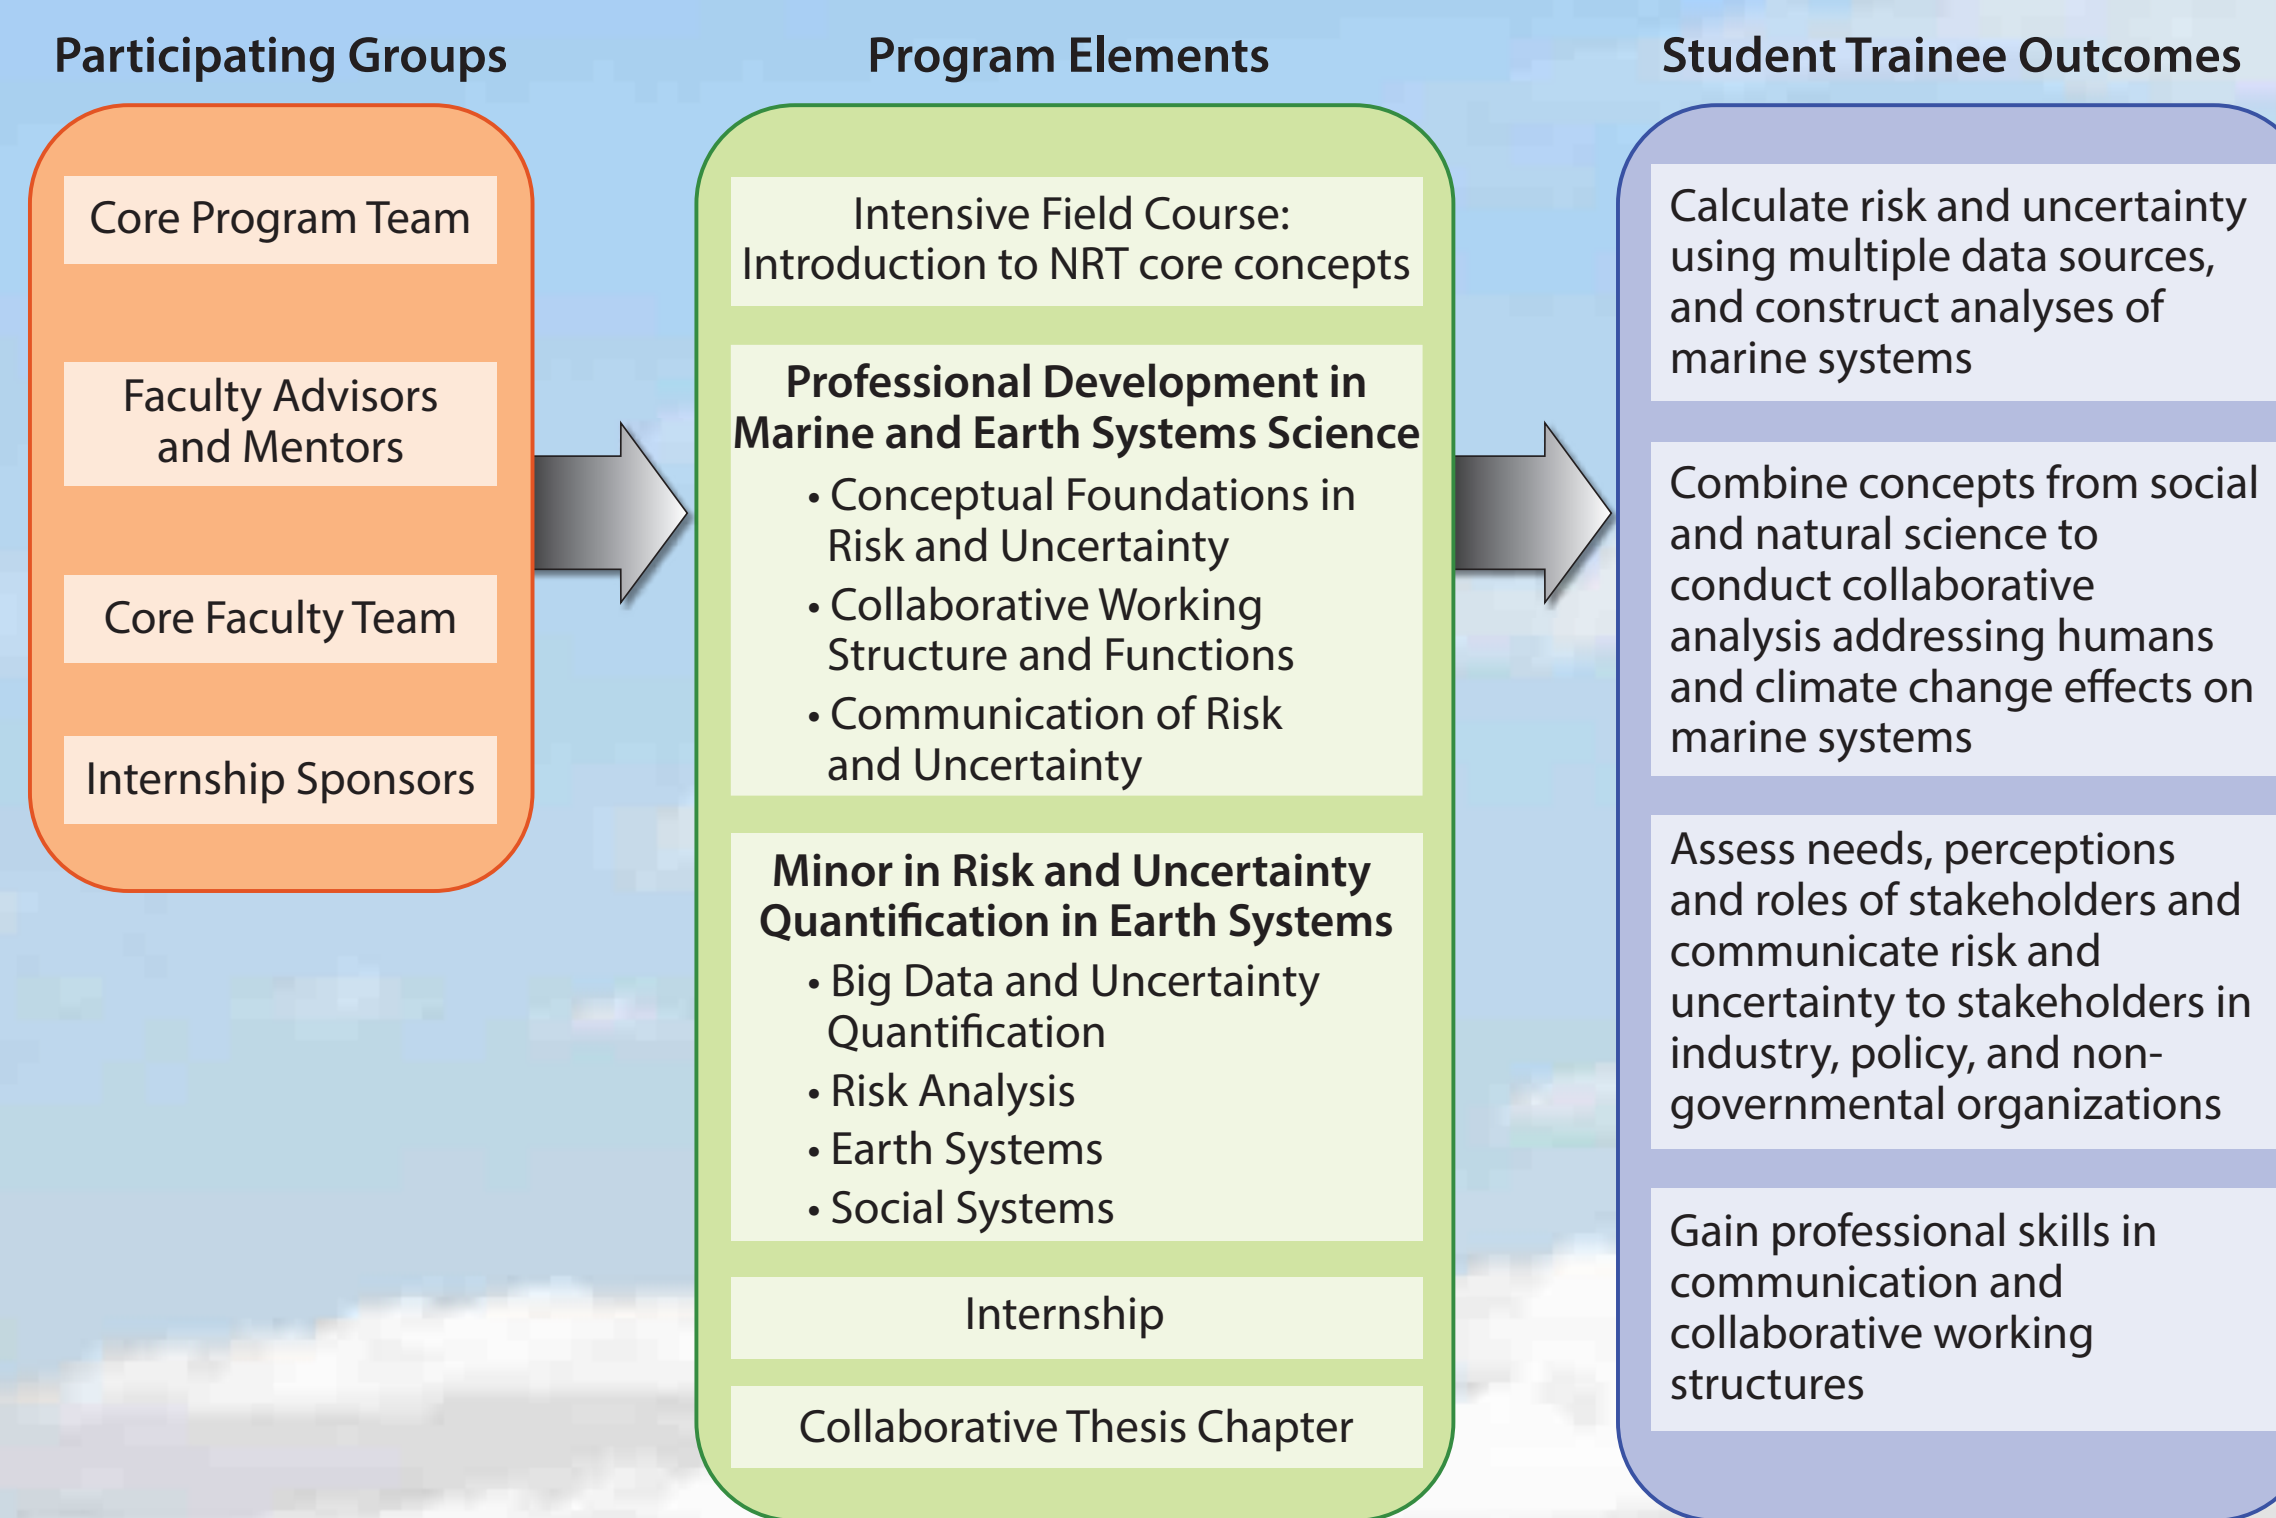 Participating Groups
Core Program Team
Faculty Advisors
and Mentors
Core Faculty Team
Internship Sponsors
Program Elements
Intensive Field Course:
Introduction to NRT core concepts
Professional Development in
Marine and Earth Systems Science
• Conceptual Foundations in
Risk and Uncertainty
• Collaborative Working
Structure and Functions
• Communication of Risk
and Uncertainty
Minor in Risk and Uncertainty
Quantification in Earth Systems
• Big Data and Uncertainty
Quantification
• Risk Analysis
• Earth Systems
• Social Systems
Internship
Collaborative Thesis Chapter
Student Trainee Outcomes
Calculate risk and uncertainty
using multiple data sources,
and construct analyses of
marine systems
Combine concepts from social
and natural science to
conduct collaborative
analysis addressing humans
and climate change effects on
marine systems
Assess needs, perceptions
and roles of stakeholders and
communicate risk and
uncertainty to stakeholders in
industry, policy, and non-
governmental organizations
Gain professional skills in
communication and
collaborative working
structures